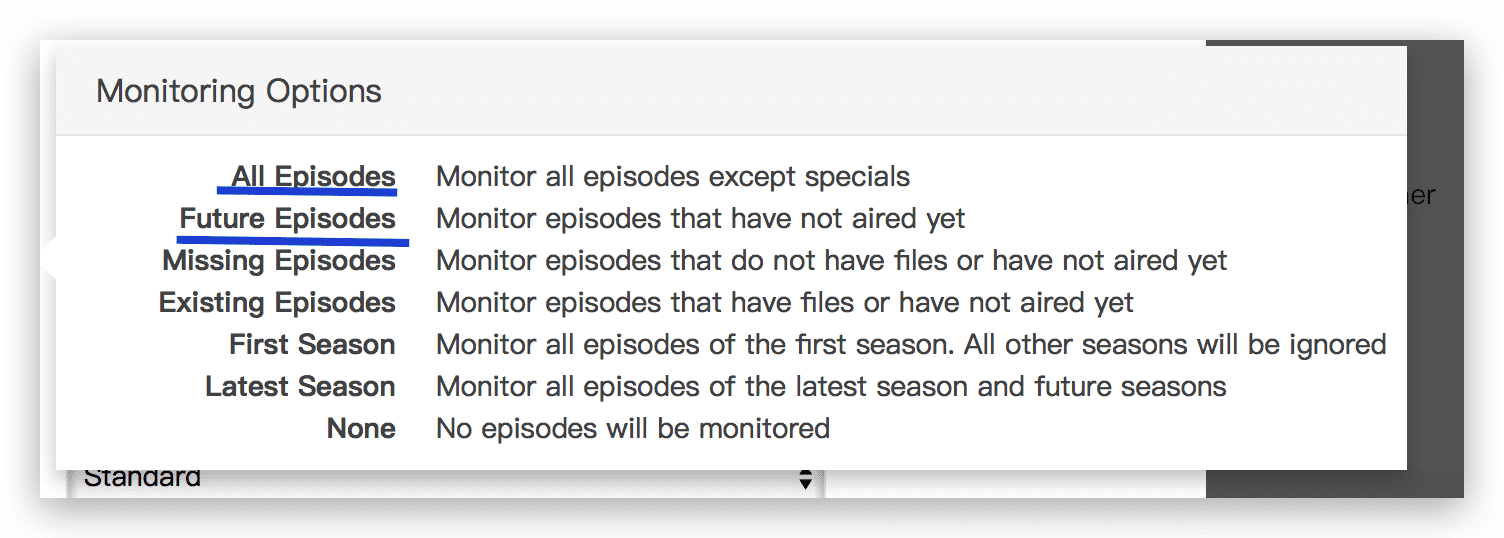 Monitoring Options
All Episodes Monitor all episodes except specials
Future Episodes Monitor episodes that have not aired yet
Missing Episodes Monitor episodes that do not have files or have not aired yet
Existing Episodes Monitor episodes that have files or have not aired yet
First Season Monitor all episodes of the first season. All other seasons will be ignored
Latest Season Monitor all episodes of the latest season and future seasons
None No episodes will be monitored
Standard